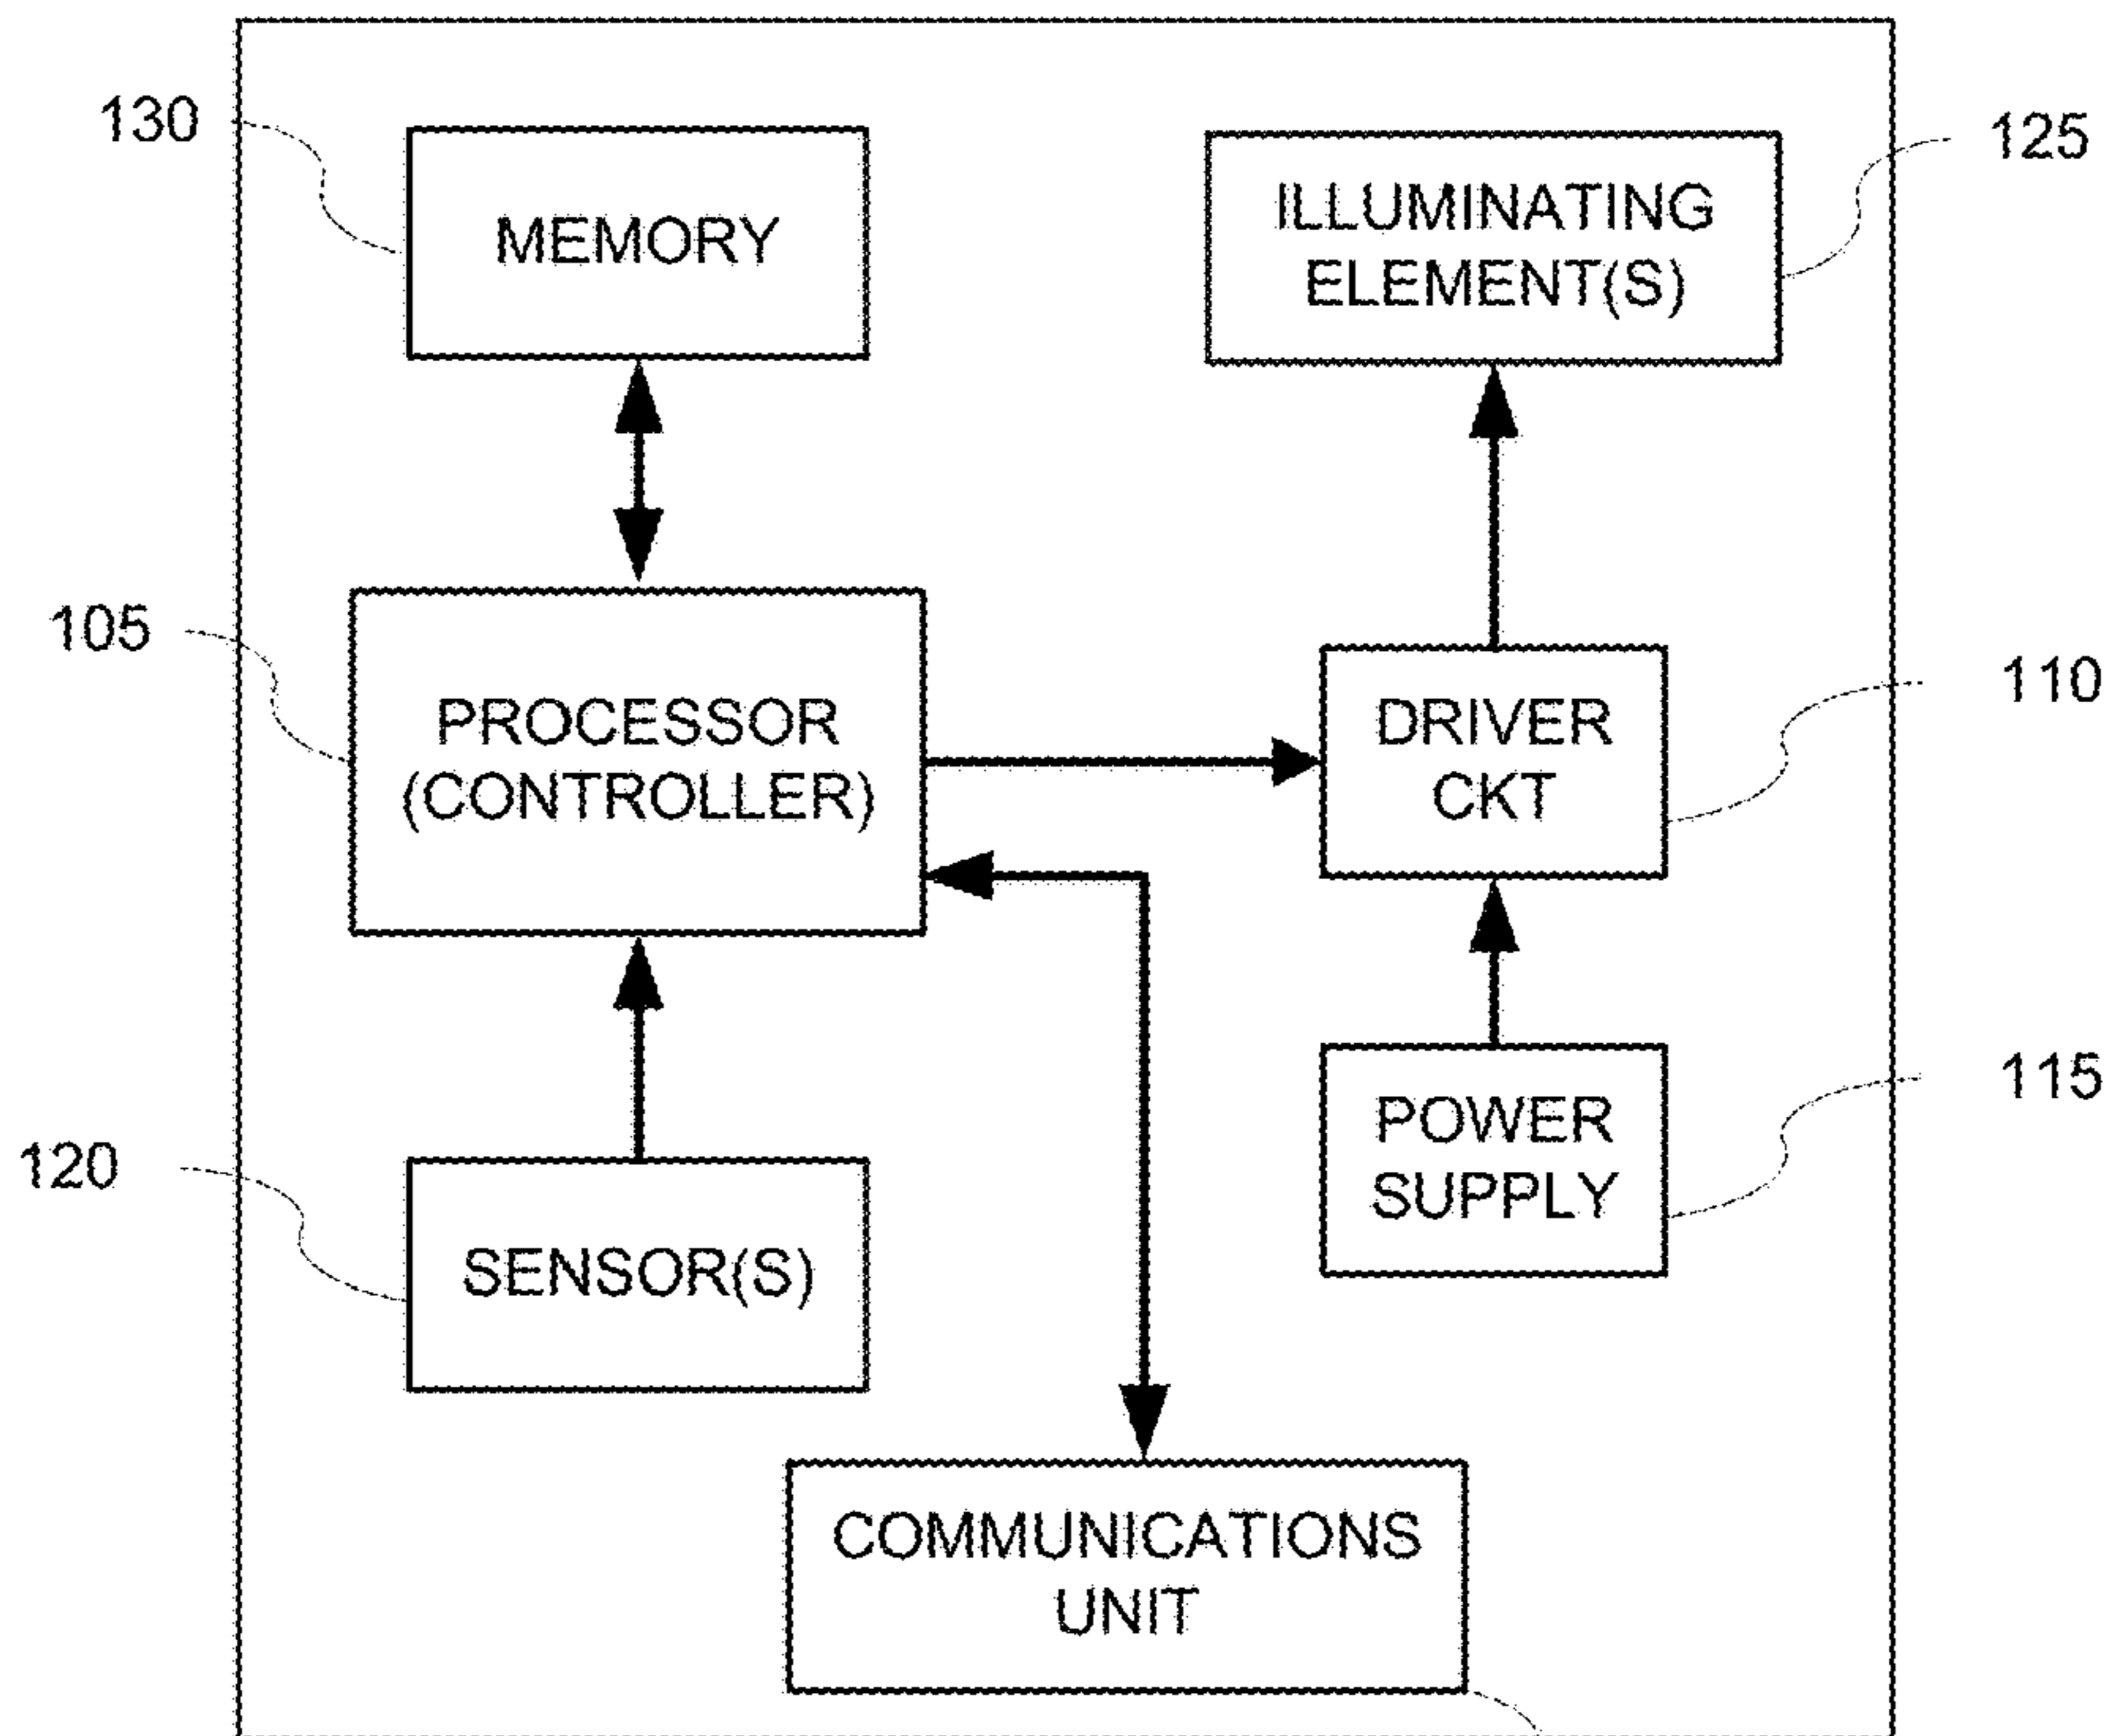 130
MEMORY
ILLUMINATING
ELEMENT(S)
125
105
PROCESSOR
(CONTROLLER)
DRIVER
CKT
110
POWER
SUPPLY
115
120
SENSOR(S)
COMMUNICATIONS
UNIT